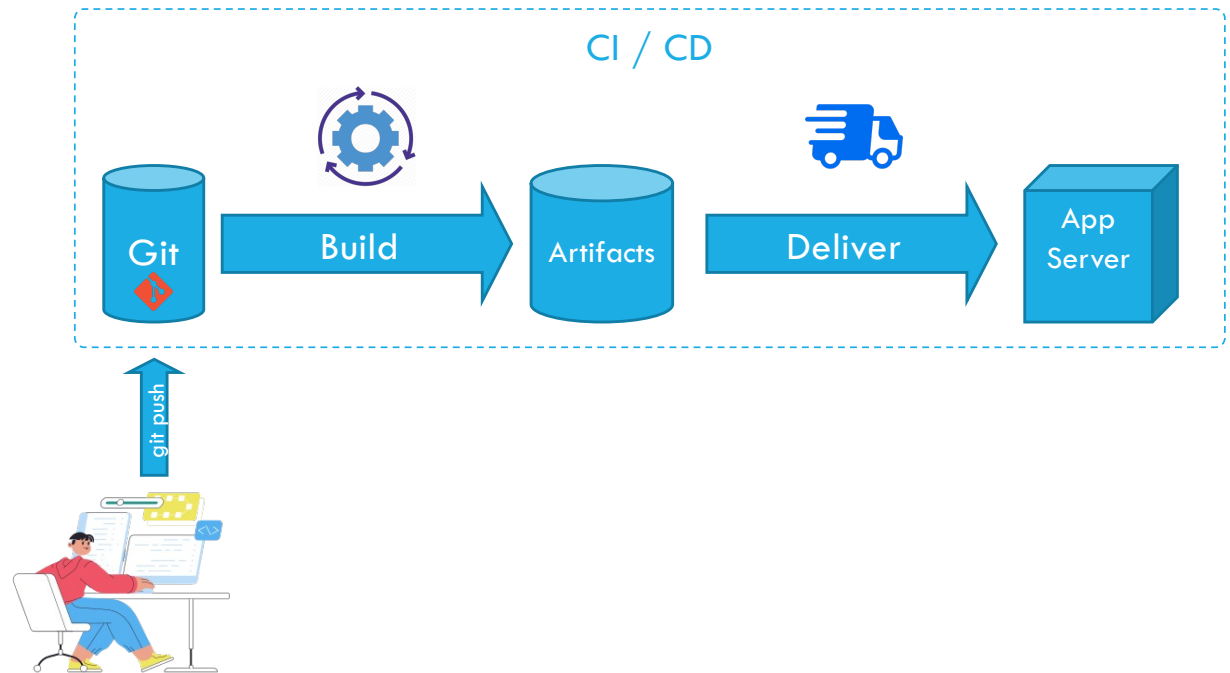 CI / CD
Git
Build
Artifacts
Deliver
App
Server
git push
<\>